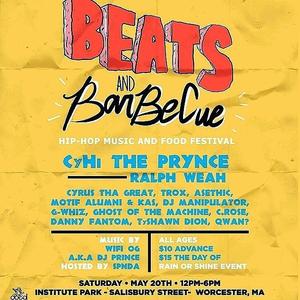 BEATS
AND
BarBeCue
HIP-HOP MUSIC AND FOOD FESTIVAL
CyHi THE PRYNCE
RALPH WEAH
CYRUS THA GREAT, TROX, ASETHIC,
MOTIF ALUMNI & KAS, DJ MANIPULATOR,
G-WHIZ, GHOST OF THE MACHINE, C.ROSE,
DANNY FANTOM, T7SHAWN DION, QWAN?
MUSIC BY
WIFI OG
A.K.A DJ PRINCE
HOSTED BY SPNDA
ALL AGES
$10 ADVANCE
$15 THE DAY OF
RAIN OR SHINE EVENT
SATURDAY • MAY 20TH • 12PM-6PM
INSTITUTE PARK - SALISBURY STREET- WORCESTER, MA